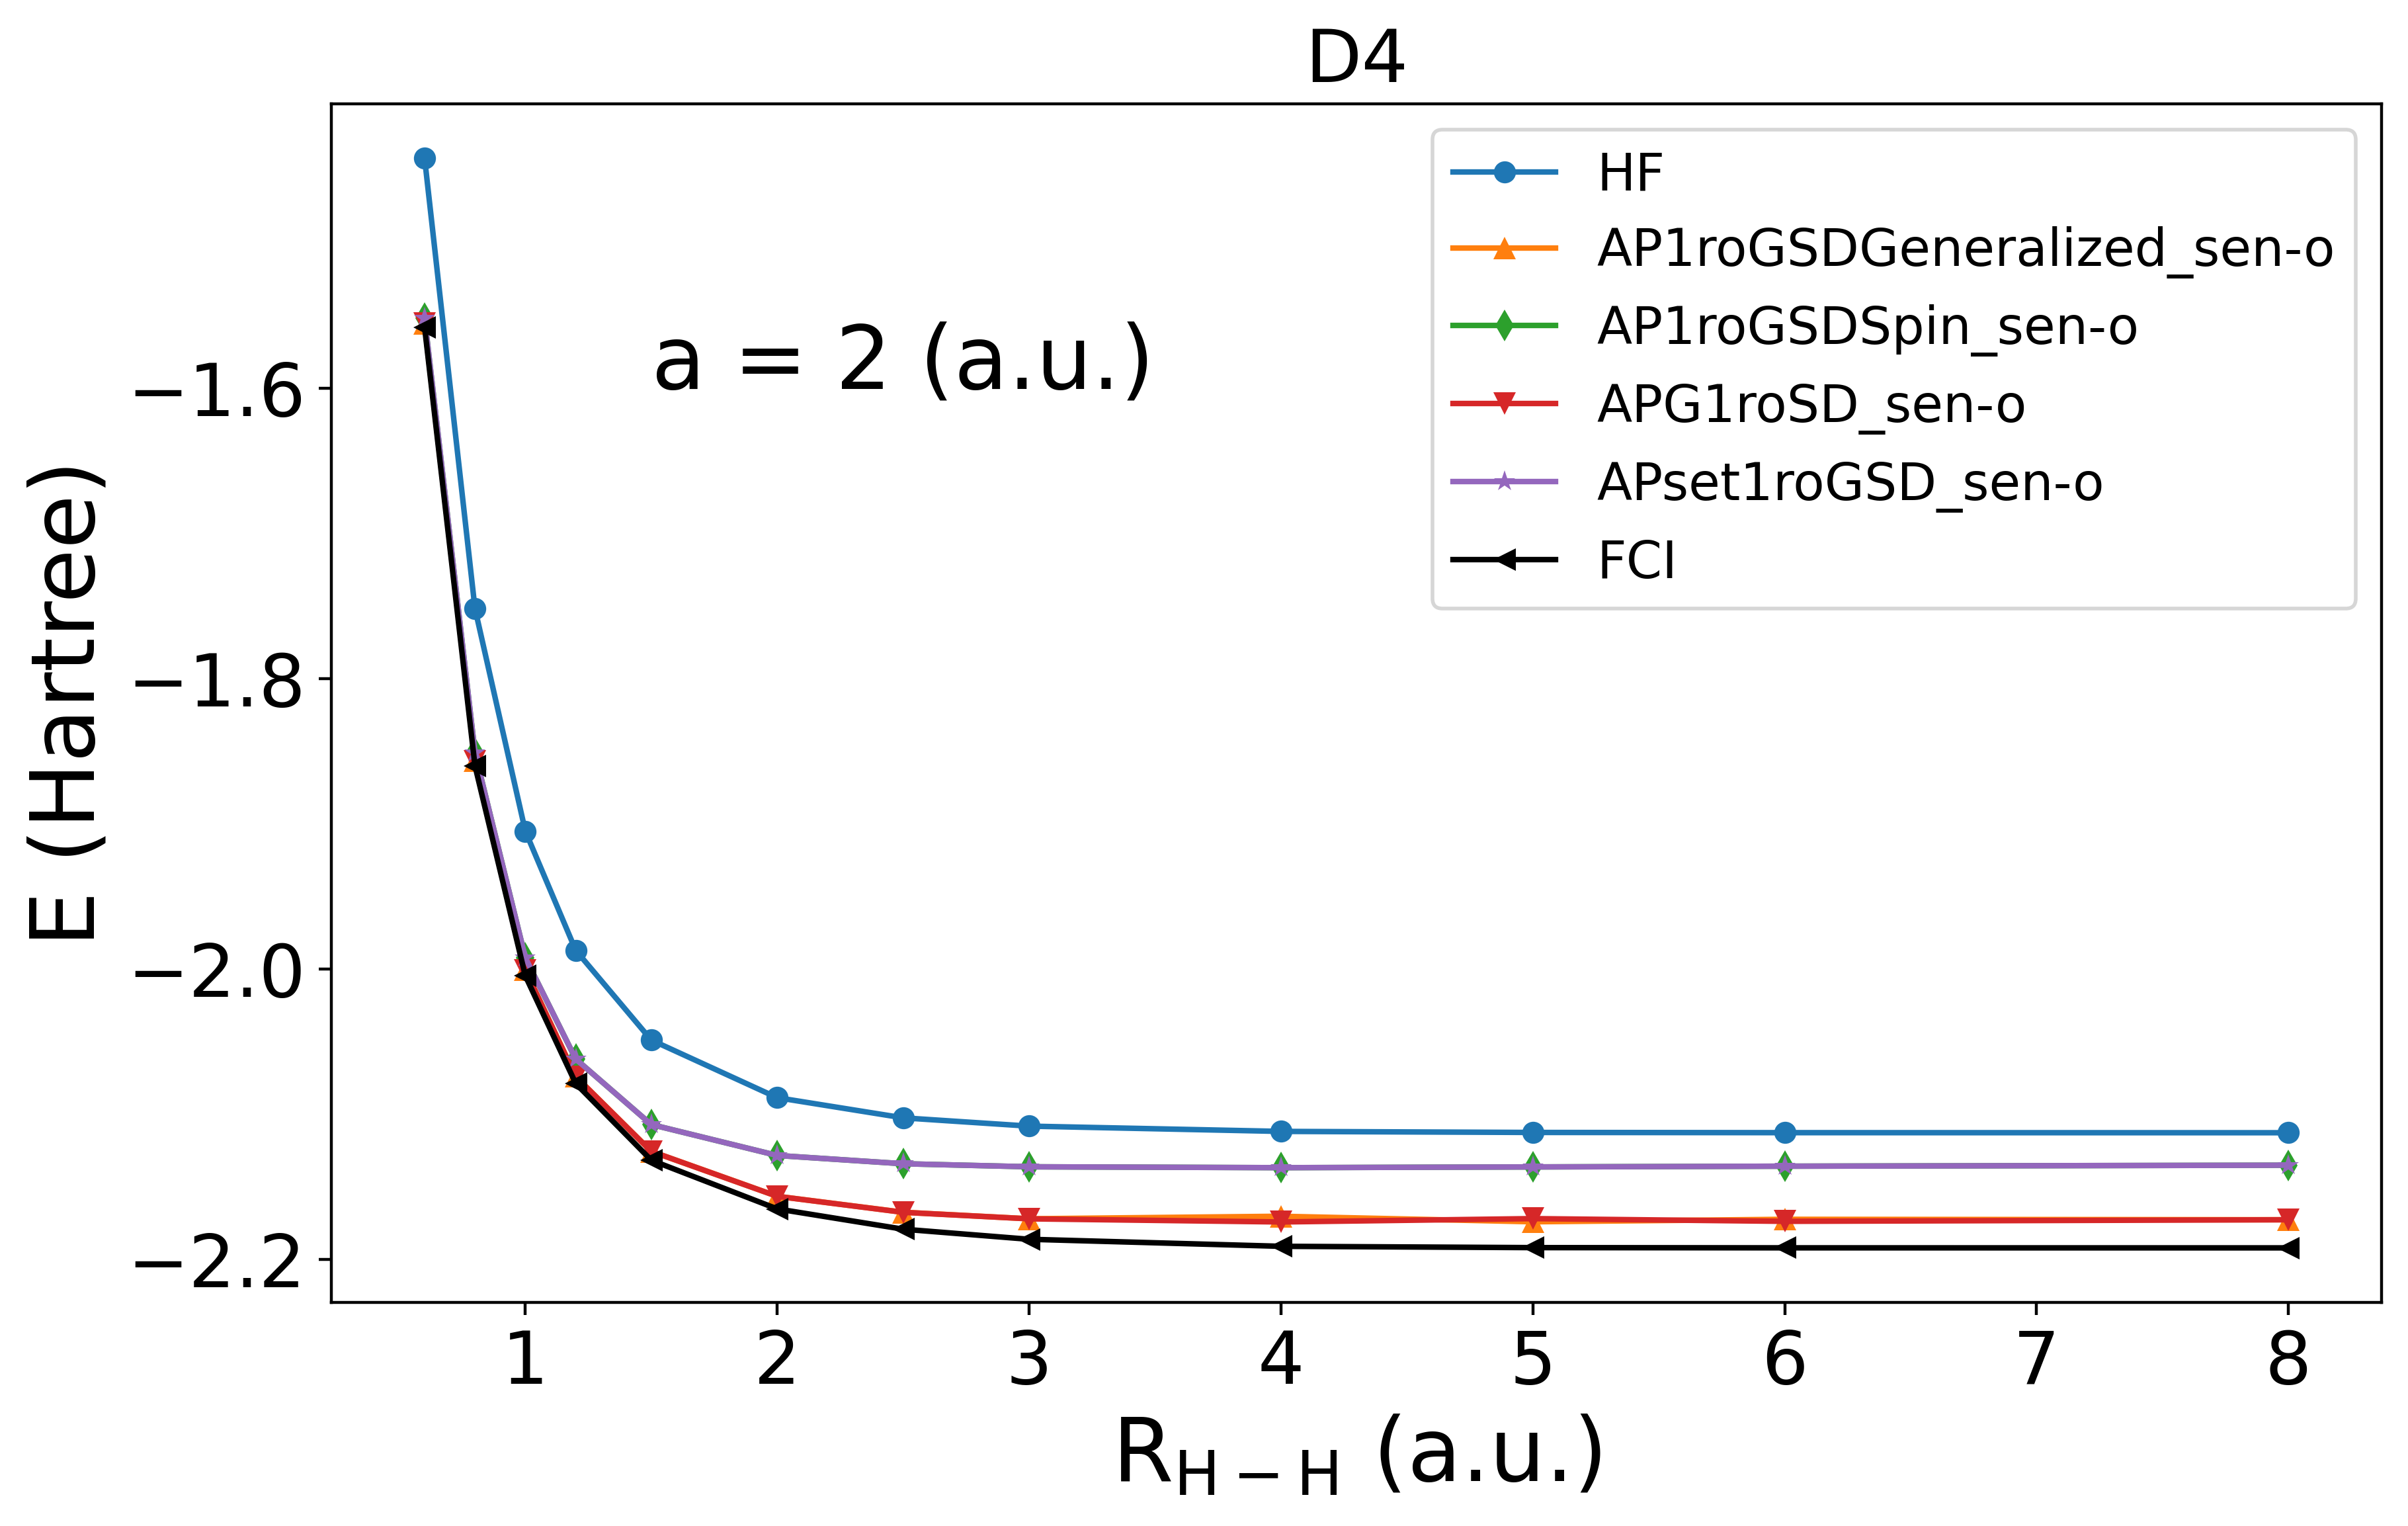 D4
HF
AP1roGSDGeneralized_sen-o
AP1roGSDSpin_sen-o
APG1roSD_sen-o
APset1roGSD_sen-o
FCI
a = 2 (a.u.)
E (Hartree)
−1.6
−1.8
−2.0
−2.2
1 2 3 4 5 6 7 8
R_{H−H} (a.u.)